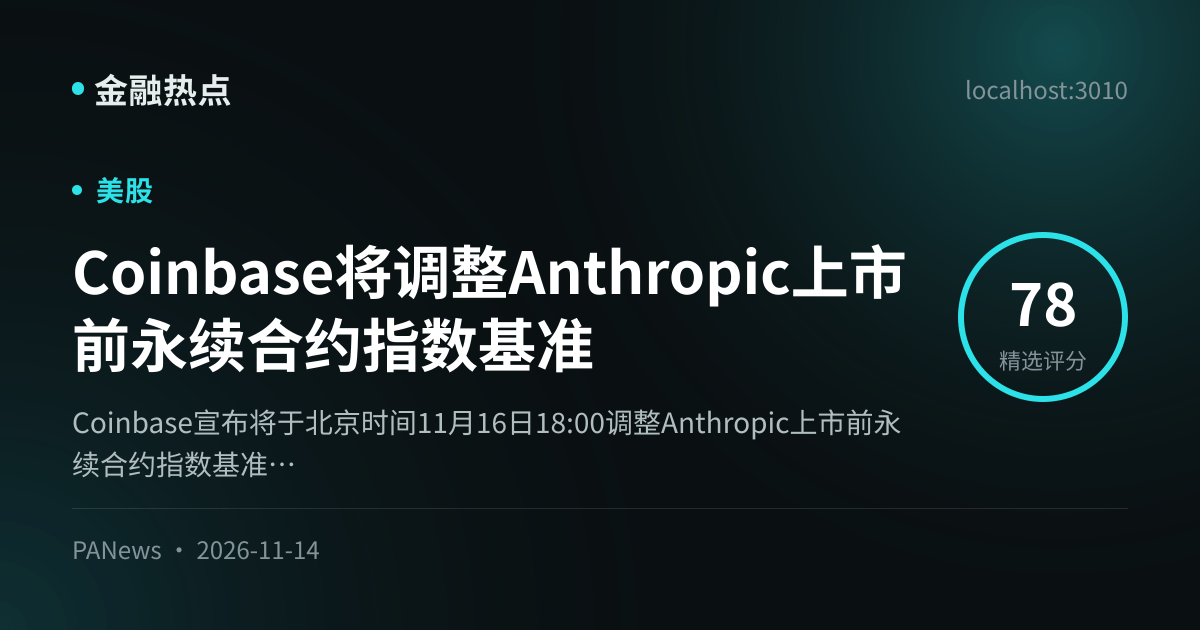 金融热点
localhost:3010
美股
Coinbase将调整Anthropic上市
前永续合约指数基准
78
精选评分
Coinbase宣布将于北京时间11月16日18:00调整Anthropic上市前永
续合约指数基准…
PANews • 2026-11-14